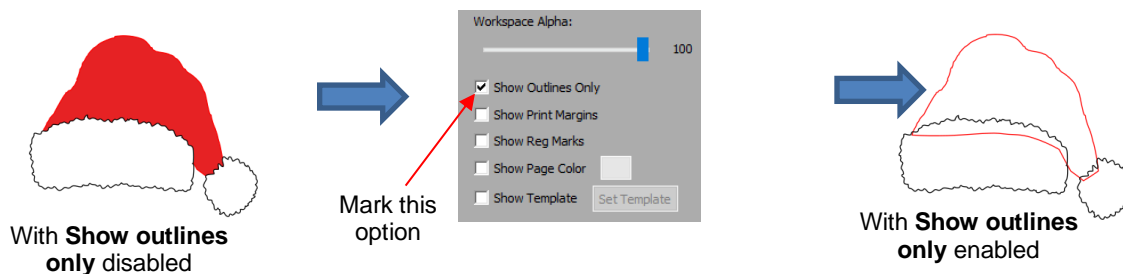 Workspace Alpha:
100
Show Outlines Only
Show Print Margins
Show Reg Marks
Show Page Color
Show Template
Set Template
Mark this
option
With Show outlines
only disabled
With Show outlines
only enabled